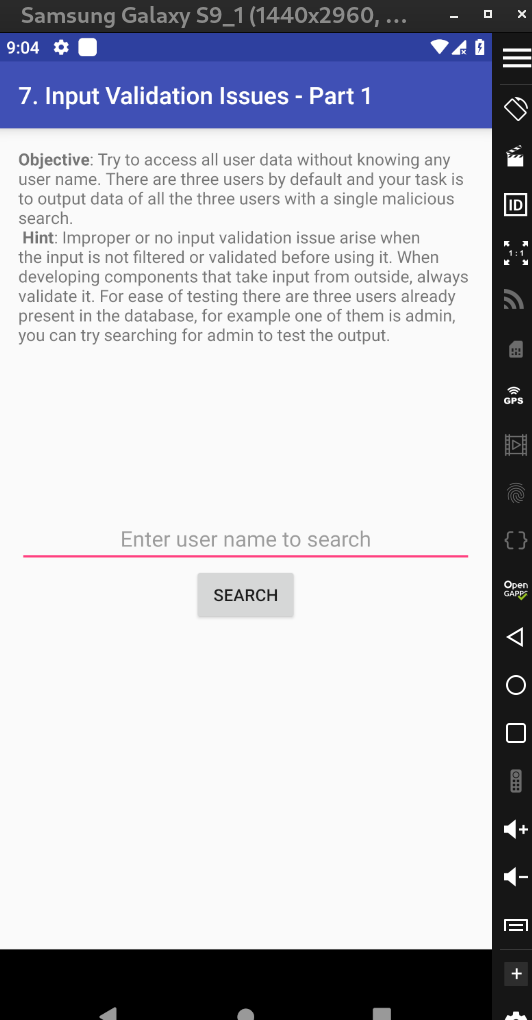 Samsung Galaxy S9_1 (1440x2960, ...
9:04
7. Input Validation Issues - Part 1
Objective: Try to access all user data without knowing any
user name. There are three users by default and your task is
to output data of all the three users with a single malicious
search.
Hint: Improper or no input validation issue arise when
the input is not filtered or validated before using it. When
developing components that take input from outside, always
validate it. For ease of testing there are three users already
present in the database, for example one of them is admin,
you can try searching for admin to test the output.
Enter user name to search
SEARCH
ID
1:1
GPS
Open
GAPPS